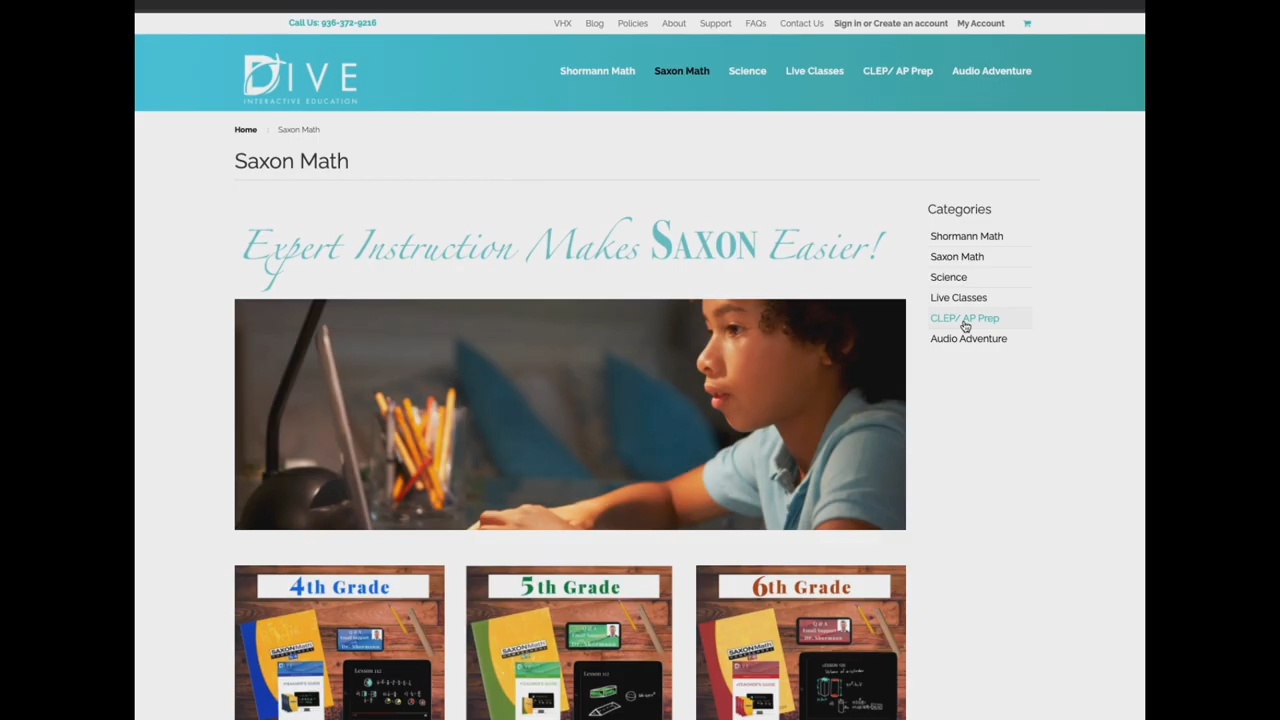 Call Us: 936-372-9216
VHX Blog Policies About Support FAQs Contact Us Sign in or Create an account My Account
DIVE
INTERACTIVE EDUCATION
Shormann Math Saxon Math Science Live Classes CLEP/ AP Prep Audio Adventure
Home Saxon Math
Saxon Math
Expert Instruction Makes SAXON Easier!
Categories
Shormann Math
Saxon Math
Science
Live Classes
CLEP/ AP Prep
Audio Adventure
4th Grade
5th Grade
6th Grade